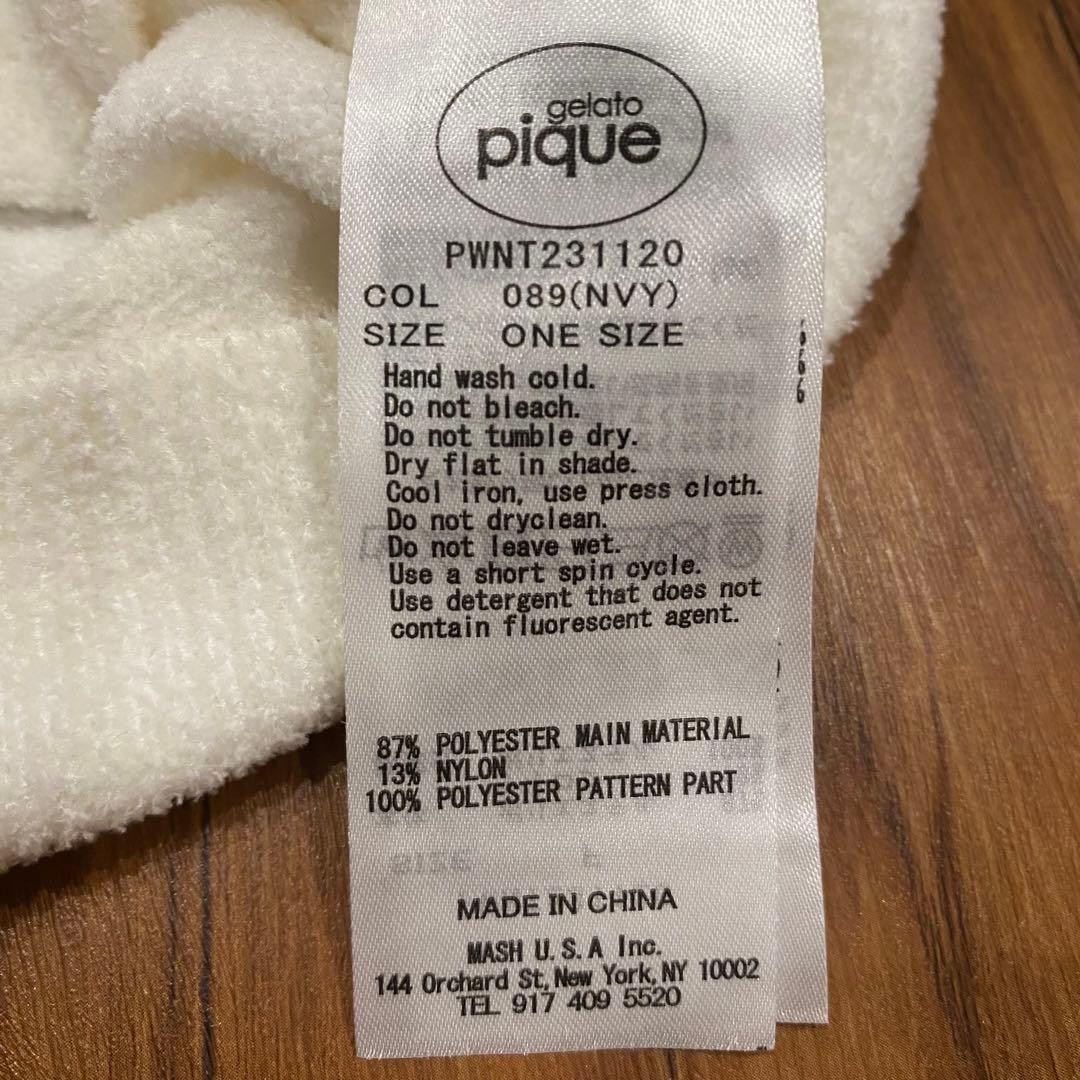 gelato
pique
PWNT231120
COL 089(NVY)
SIZE ONE SIZE
Hand wash cold.
Do not bleach.
Do not tumble dry.
Dry flat in shade.
Cool iron, use press cloth.
Do not dryclean.
Do not leave wet.
Use a short spin cycle.
Use detergent that does not
contain fluorescent agent.
87% POLYESTER MAIN MATERIAL
13% NYLON
100% POLYESTER PATTERN PART
MADE IN CHINA
MASH U.S.A Inc.
144 Orchard St, New York, NY 10002
TEL 917 409 5520